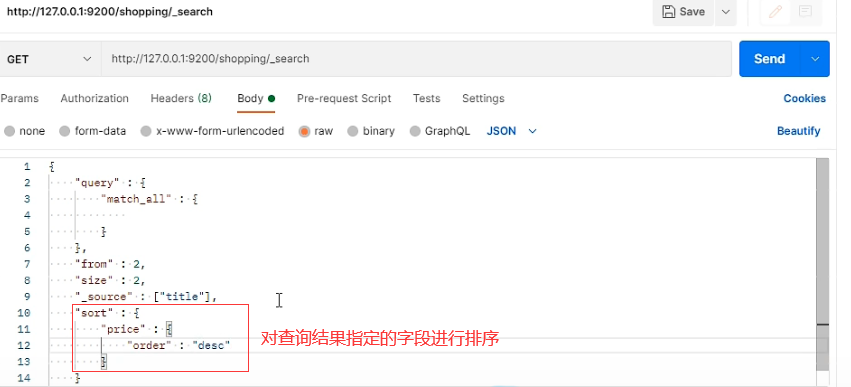 http://127.0.0.1:9200/shopping/_search
Save
GET
http://127.0.0.1:9200/shopping/_search
Send
Params Authorization Headers (8) Body Pre-request Script Tests Settings Cookies
none form-data x-www-form-urlencoded raw binary GraphQL JSON Beautify
1 {
2 "query" : {
3 "match_all" : {
4
5 }
6 },
7 "from" : 2,
8 "size" : 2,
9 "_source" : ["title"],
10 "sort" : {
11 "price" : {
12 "order" : "desc"
对查询结果指定的字段进行排序
13 }
14 }